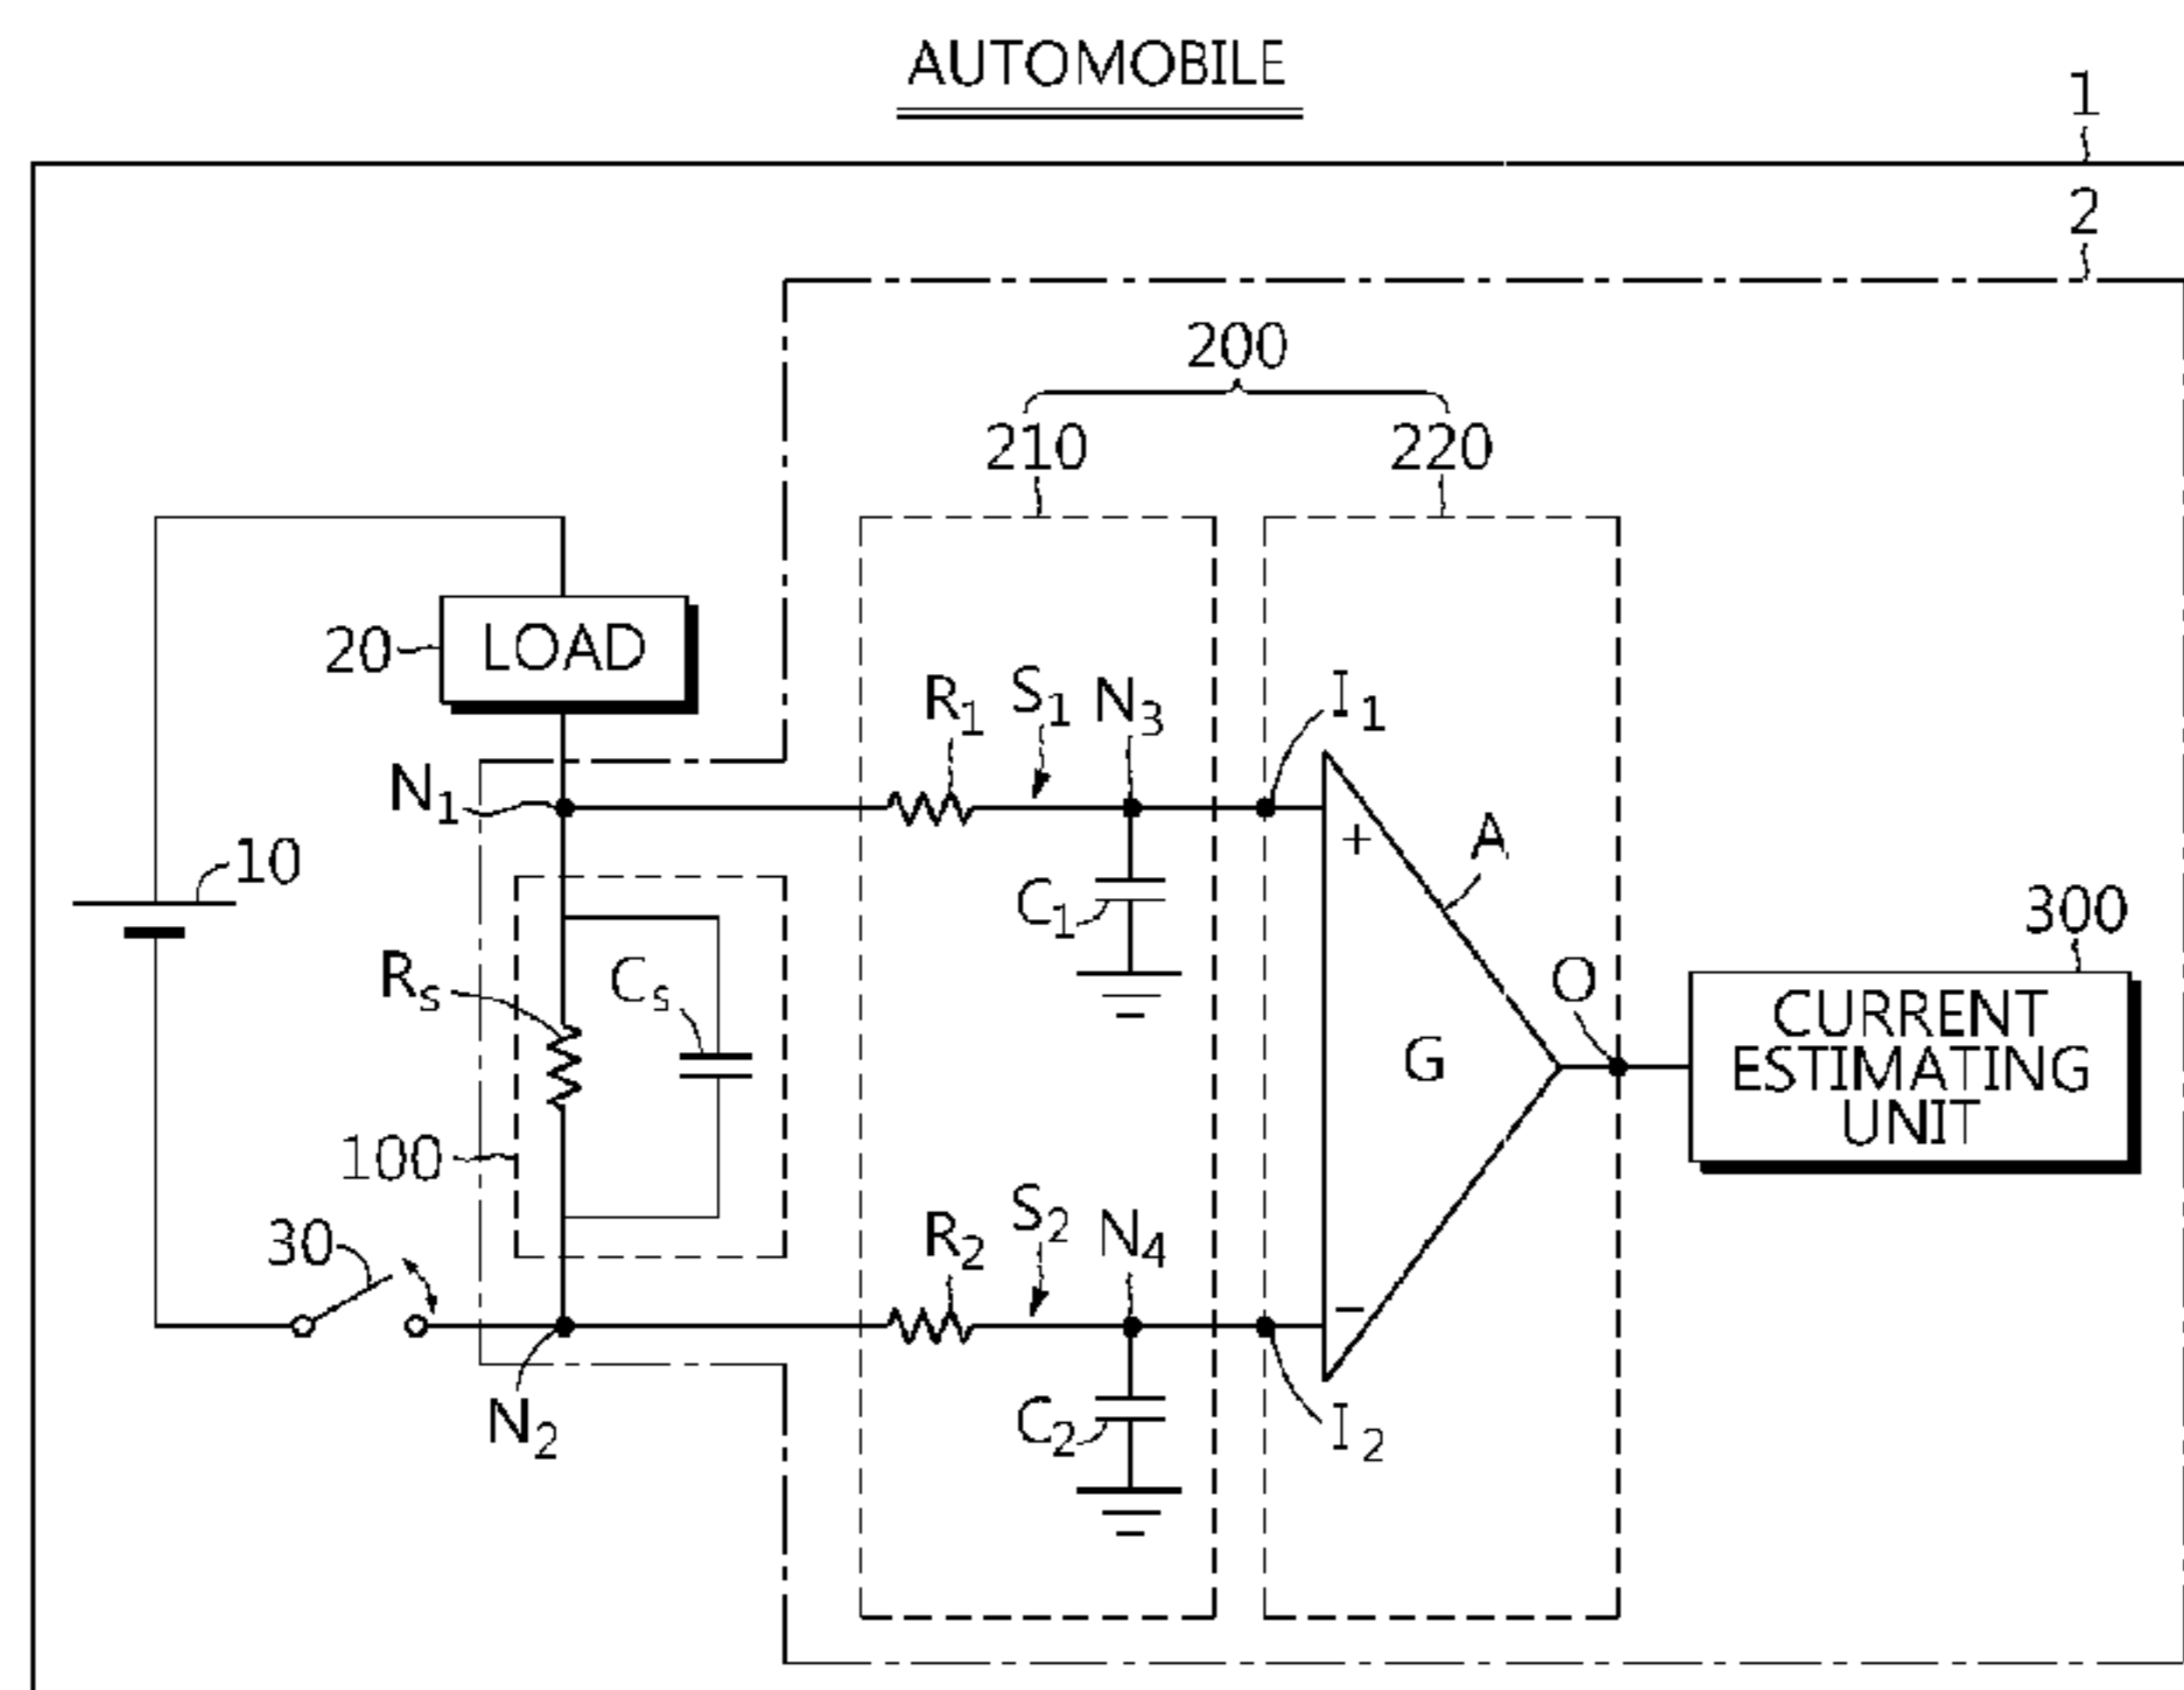 AUTOMOBILE
1
2
200
210
220
20
LOAD
R1
S1
N3
I1
N1
+
A
10
C1
300
Rs
Cs
O
CURRENT
ESTIMATING
UNIT
G
100
30
R2
S2
N4
−
N2
C2
I2